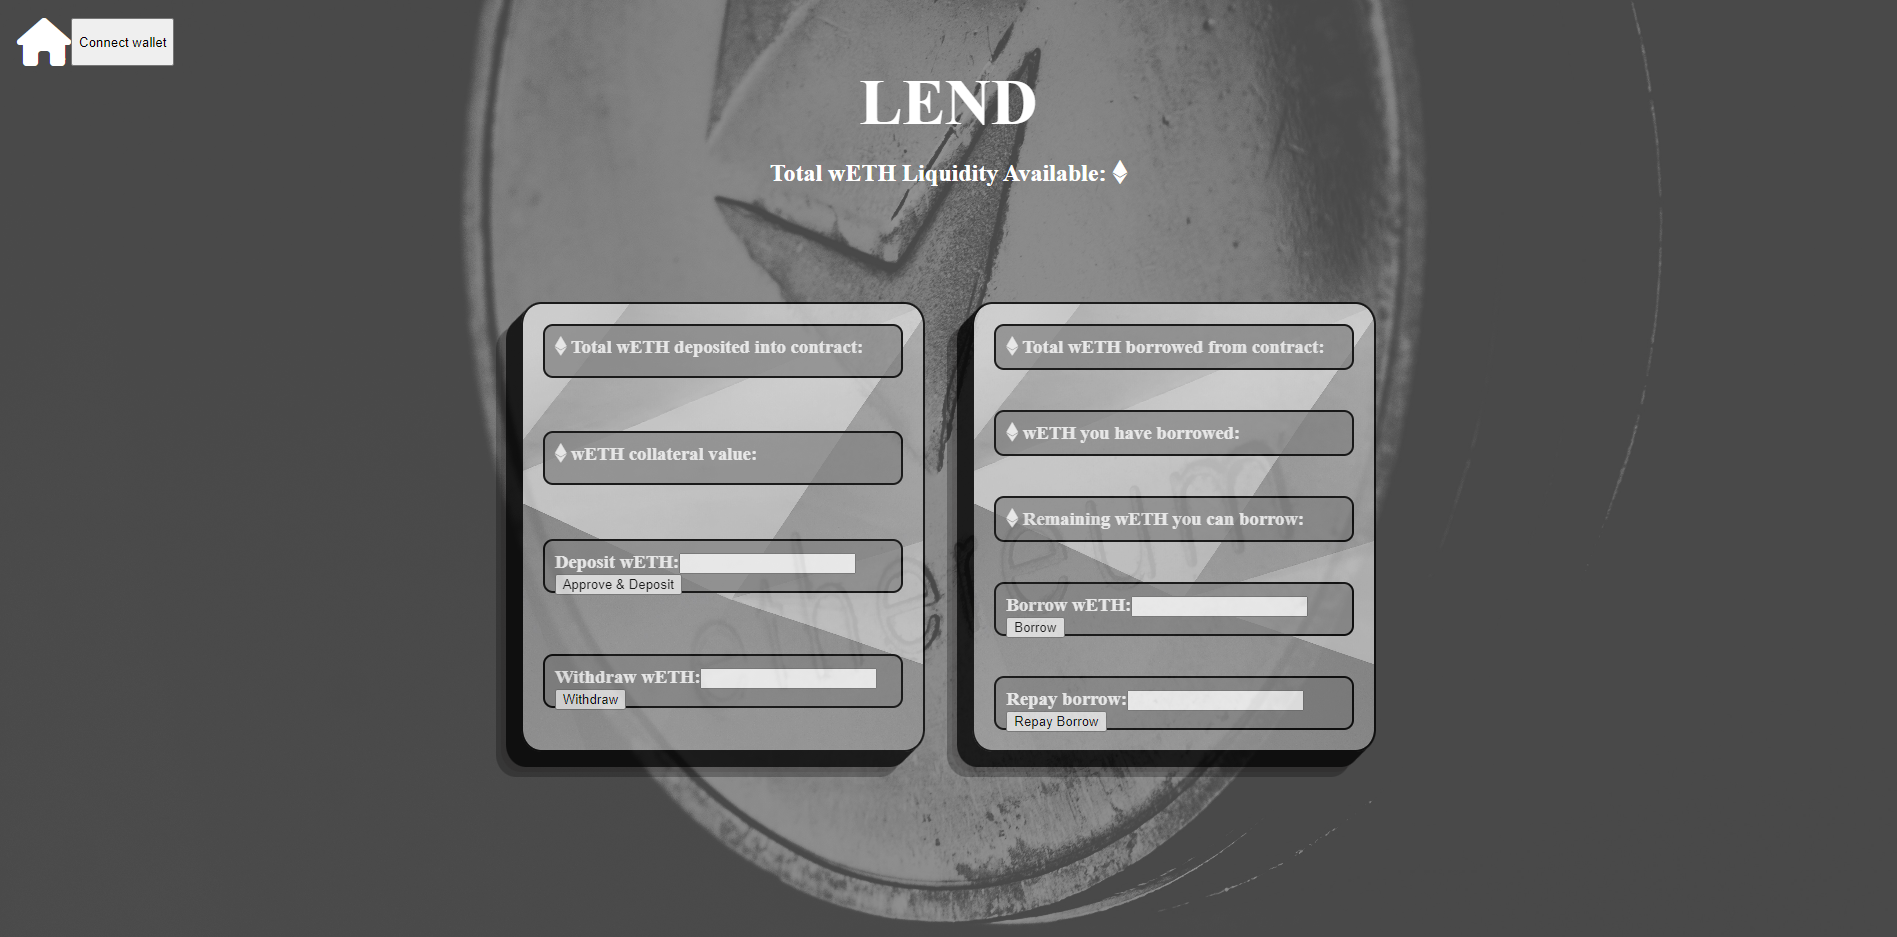 Connect wallet
LEND
Total wETH Liquidity Available:
Total wETH deposited into contract:
wETH collateral value:
Deposit wETH:
Approve & Deposit
Withdraw wETH:
Withdraw
Total wETH borrowed from contract:
wETH you have borrowed:
Remaining wETH you can borrow:
Borrow wETH:
Borrow
Repay borrow:
Repay Borrow
ethereum